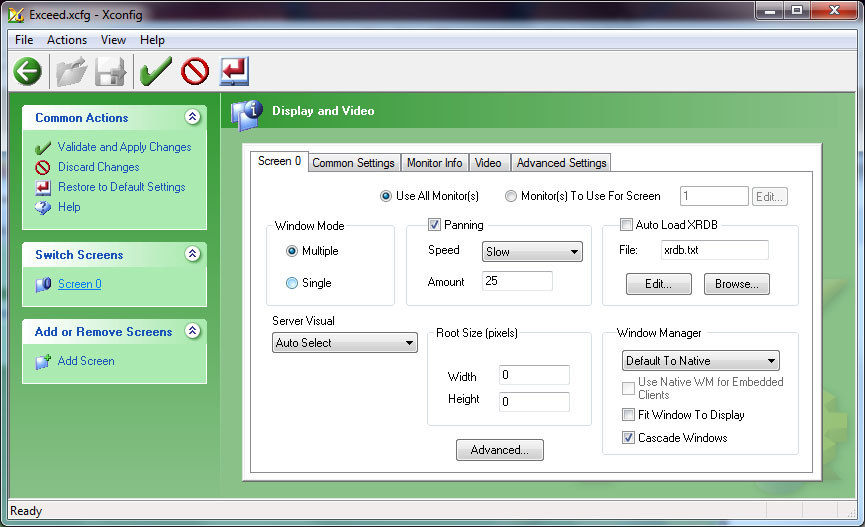 Exceed.xcfg - Xconfig
File Actions View Help
Common Actions
Validate and Apply Changes
Discard Changes
Restore to Default Settings
Help
Switch Screens
Screen 0
Add or Remove Screens
Add Screen
Display and Video
Screen 0 Common Settings Monitor Info Video Advanced Settings
Use All Monitor(s) Monitor(s) To Use For Screen 1 Edit...
Window Mode
Multiple
Single
Panning
Speed Slow
Amount 25
Auto Load XRDB
File: xrdb.txt
Edit... Browse...
Server Visual
Auto Select
Root Size (pixels)
Width 0
Height 0
Advanced...
Window Manager
Default To Native
Use Native WM for Embedded
Clients
Fit Window To Display
Cascade Windows
Ready